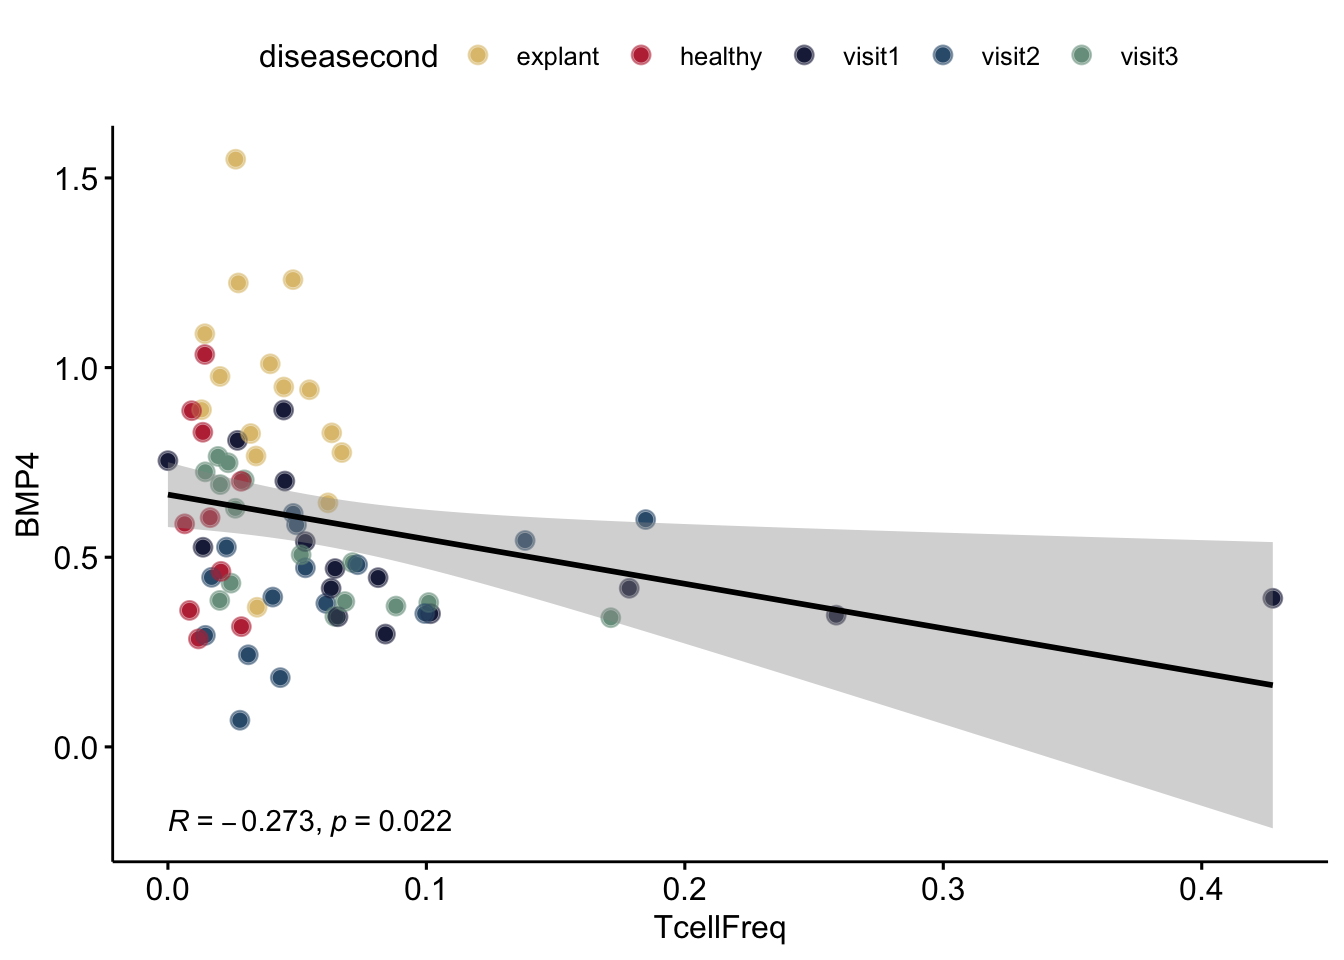 diseasecond explant healthy visit1 visit2 visit3
1.5
1.0
0.5
0.0
BMP4
R = −0.273, p = 0.022
0.0 0.1 0.2 0.3 0.4
TcellFreq